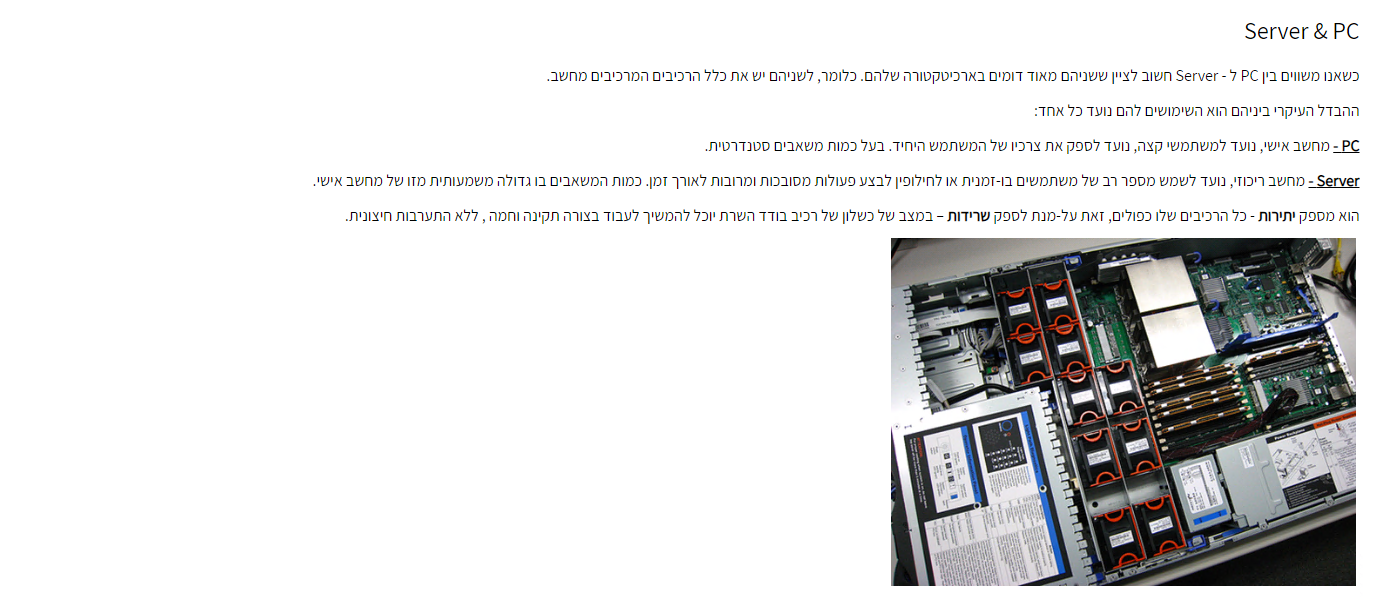 Server & PC
כשאנו משווים בין PC ל - Server חשוב לציין ששניהם מאוד דומים בארכיטקטורה שלהם. כלומר, לשניהם יש את כלל הרכיבים המרכיבים מחשב.
ההבדל העיקרי ביניהם הוא השימושים להם נועד כל אחד:
PC - מחשב אישי, נועד למשתמשי קצה, נועד לספק את צרכיו של המשתמש היחיד. בעל כמות משאבים סטנדרטית.
Server - מחשב ריכוזי, נועד לשמש מספר רב של משתמשים בו-זמנית או לחילופין לבצע פעולות מסובכות ומרובות לאורך זמן. כמות המשאבים בו גדולה משמעותית מזו של מחשב אישי.
הוא מספק יתירות - כל הרכיבים שלו כפולים, זאת על-מנת לספק שרידות – במצב של כשלון של רכיב בודד השרת יוכל להמשיך לעבוד בצורה תקינה וחמה , ללא התערבות חיצונית.